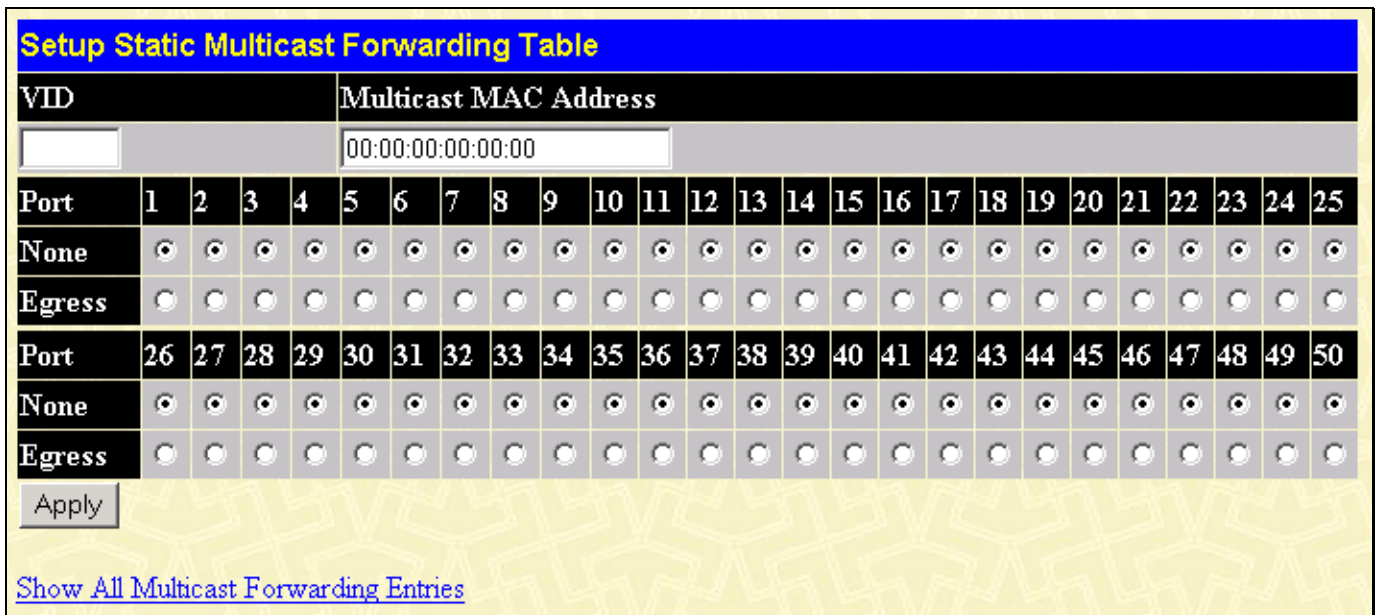 Setup Static Multicast Forwarding Table
VID Multicast MAC Address
00:00:00:00:00:00
Port 1 2 3 4 5 6 7 8 9 10 11 12 13 14 15 16 17 18 19 20 21 22 23 24 25
None
Egress
Port 26 27 28 29 30 31 32 33 34 35 36 37 38 39 40 41 42 43 44 45 46 47 48 49 50
None
Egress
Apply
Show All Multicast Forwarding Entries